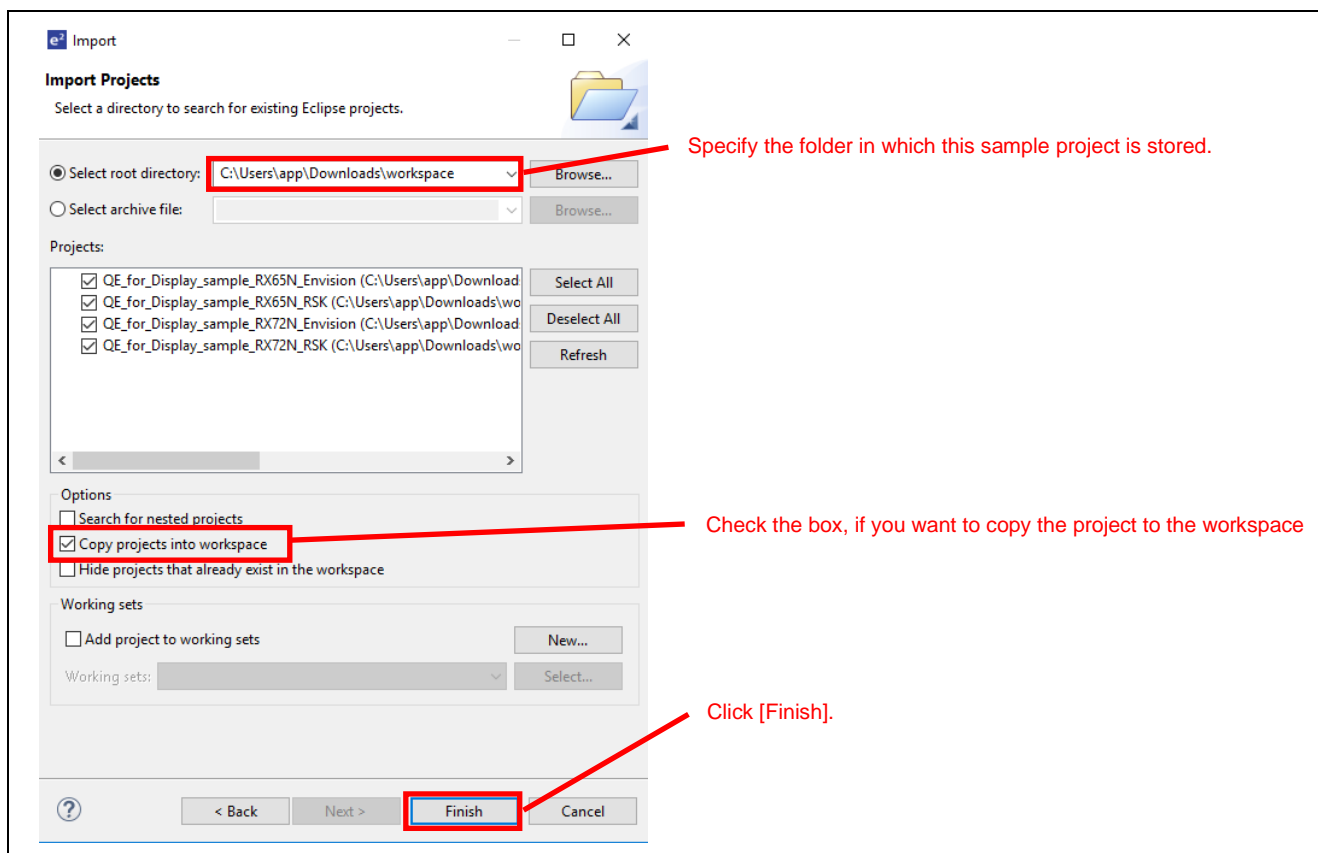 e² Import
Import Projects
Select a directory to search for existing Eclipse projects.
Specify the folder in which this sample project is stored.
Select root directory: C:\Users\app\Downloads\workspace Browse...
Select archive file: Browse...
Projects:
QE_for_Display_sample_RX65N_Envision (C:\Users\app\Download Select All
QE_for_Display_sample_RX65N_RSK (C:\Users\app\Downloads\wo
QE_for_Display_sample_RX72N_Envision (C:\Users\app\Download Deselect All
QE_for_Display_sample_RX72N_RSK (C:\Users\app\Downloads\wo Refresh
Options
Search for nested projects
Check the box, if you want to copy the project to the workspace
Copy projects into workspace
Hide projects that already exist in the workspace
Working sets
Add project to working sets New...
Working sets: Select...
Click [Finish].
? < Back Next > Finish Cancel